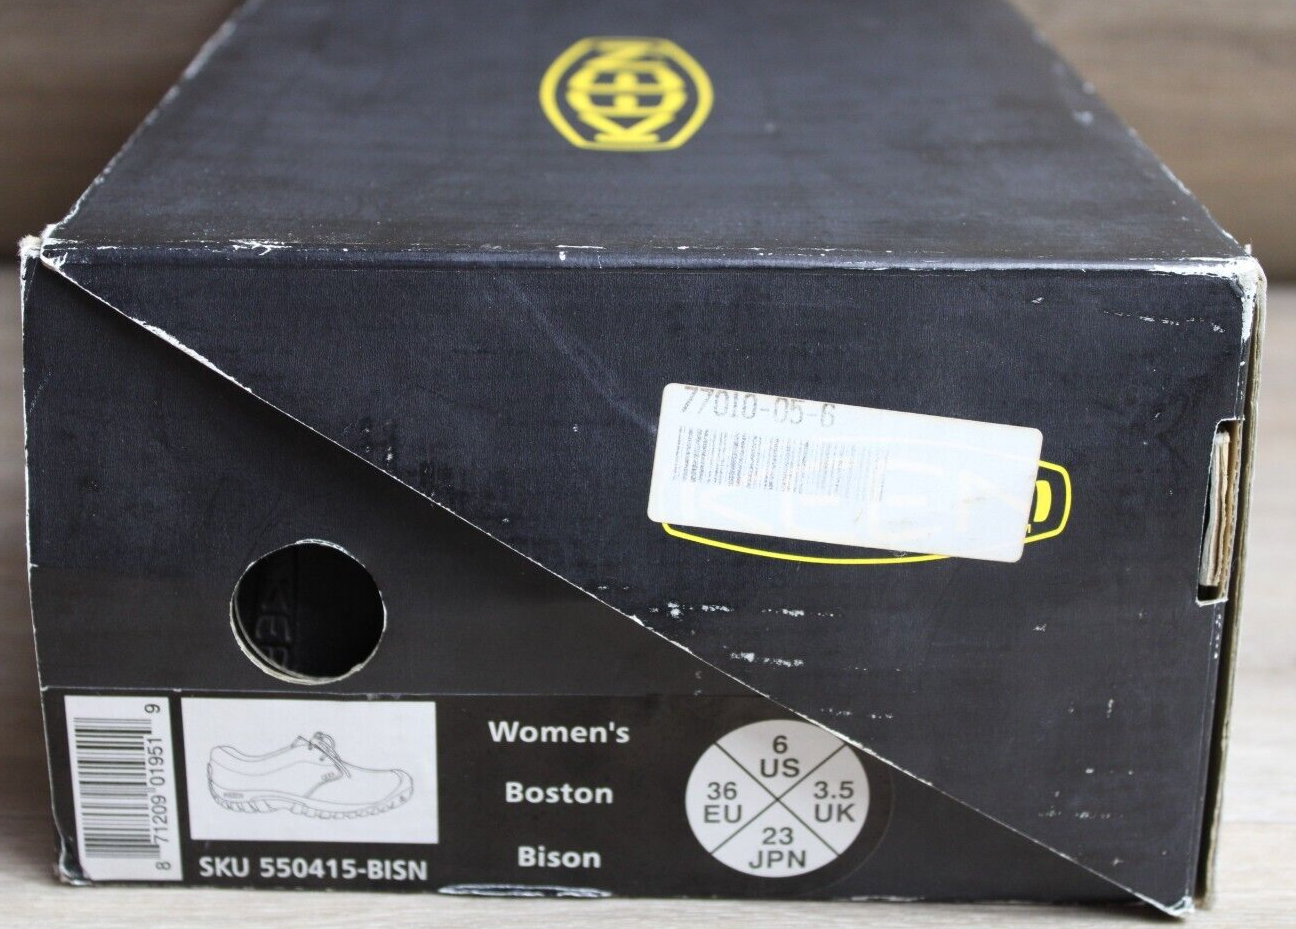 KEEN
77010-05-6
8 71209 01951 9
SKU 550415-BISN
Women's
Boston
Bison
6
US
36
EU
3.5
UK
23
JPN